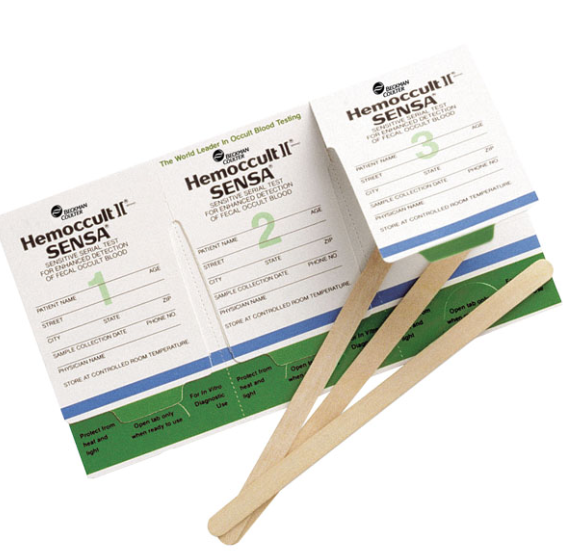 The World Leader In Occult Blood Testing
BECKMAN
COULTER
Hemoccult II®
SENSA®
SENSITIVE SERIAL TEST
FOR ENHANCED DETECTION
OF FECAL OCCULT BLOOD
1
PATIENT NAME AGE
STREET
CITY STATE ZIP
SAMPLE COLLECTION DATE PHONE NO
PHYSICIAN NAME
STORE AT CONTROLLED ROOM TEMPERATURE
Protect from
heat and
light
Open tab only
when ready to use
For In Vitro
Diagnostic
Use
BECKMAN
COULTER
Hemoccult II®
SENSA®
SENSITIVE SERIAL TEST
FOR ENHANCED DETECTION
OF FECAL OCCULT BLOOD
2
PATIENT NAME AGE
STREET
CITY STATE ZIP
SAMPLE COLLECTION DATE PHONE NO
PHYSICIAN NAME
STORE AT CONTROLLED ROOM TEMPERATURE
Protect from
heat and
light
Open
when
In Vitro
BECKMAN
COULTER
Hemoccult II®
SENSA®
SENSITIVE SERIAL TEST
FOR ENHANCED DETECTION
OF FECAL OCCULT BLOOD
3
PATIENT NAME AGE
STREET
CITY STATE ZIP
SAMPLE COLLECTION DATE PHONE NO
PHYSICIAN NAME
STORE AT CONTROLLED ROOM TEMPERATURE
and
Open tab only
when